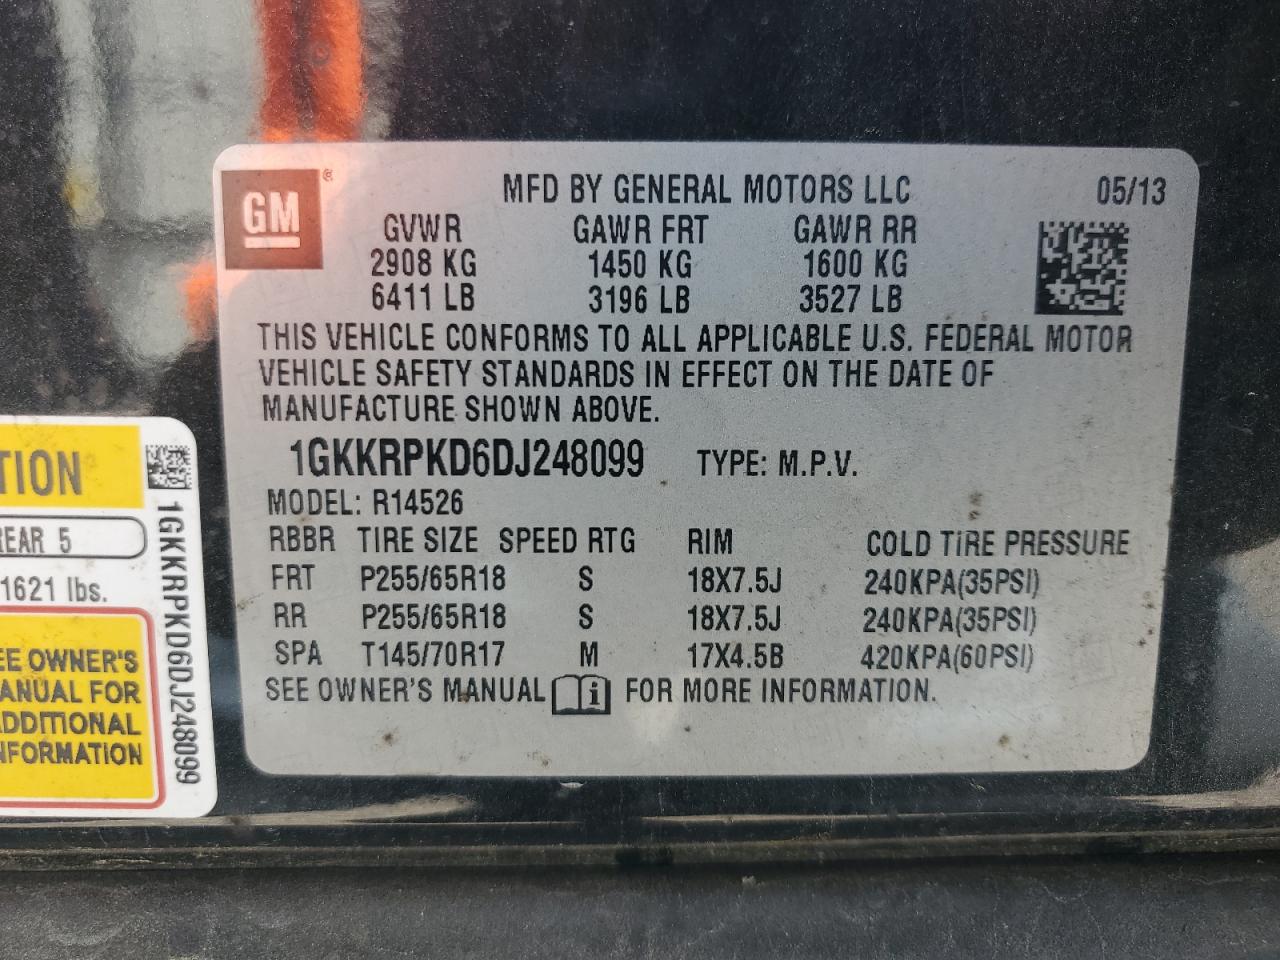 GM ®
MFD BY GENERAL MOTORS LLC 05/13
GVWR GAWR FRT GAWR RR
2908 KG 1450 KG 1600 KG
6411 LB 3196 LB 3527 LB
THIS VEHICLE CONFORMS TO ALL APPLICABLE U.S. FEDERAL MOTOR
VEHICLE SAFETY STANDARDS IN EFFECT ON THE DATE OF
MANUFACTURE SHOWN ABOVE.
1GKKRPKD6DJ248099 TYPE: M.P.V.
MODEL: R14526
RBBR TIRE SIZE SPEED RTG RIM COLD TIRE PRESSURE
FRT P255/65R18 S 18X7.5J 240KPA(35PSI)
RR P255/65R18 S 18X7.5J 240KPA(35PSI)
SPA T145/70R17 M 17X4.5B 420KPA(60PSI)
SEE OWNER'S MANUAL i FOR MORE INFORMATION.
TION
EAR 5
1621 lbs.
EE OWNER'S
ANUAL FOR
ADDITIONAL
NFORMATION
1GKKRPKD6DJ248099